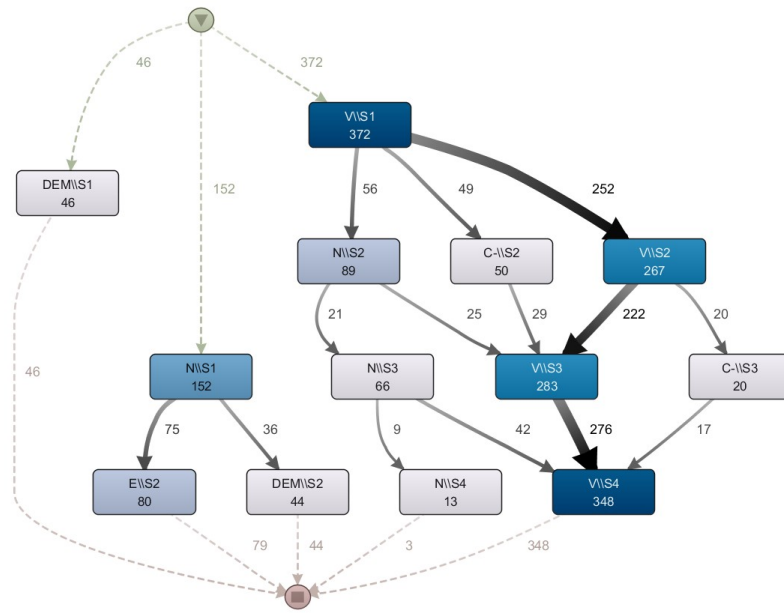 46
372
V\\S1
372
152
DEM\\S1
46
56
49
252
N\\S2
89
C-\\S2
50
V\\S2
267
21
25
29
222
20
46
N\\S1
152
N\\S3
66
V\\S3
283
C-\\S3
20
75
36
9
42
276
17
E\\S2
80
DEM\\S2
44
N\\S4
13
V\\S4
348
79
44
3
348